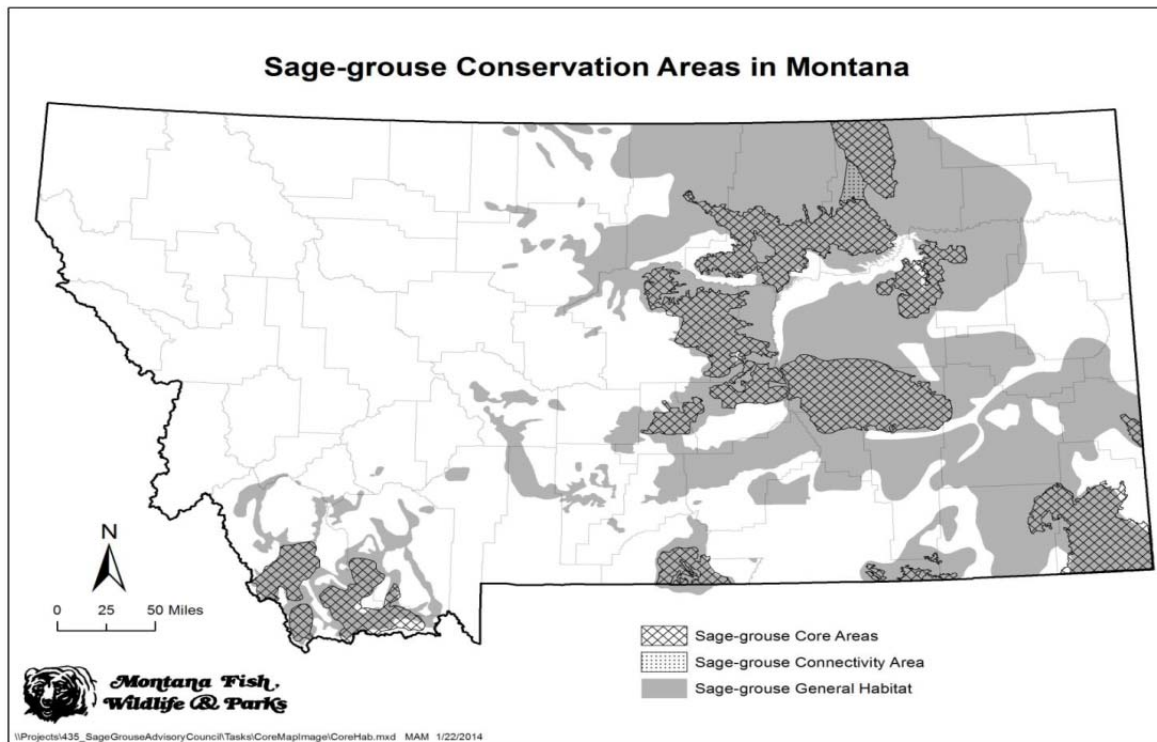 Sage-grouse Conservation Areas in Montana
N
0 25 50 Miles
Sage-grouse Core Areas
Sage-grouse Connectivity Area
Sage-grouse General Habitat
Montana Fish,
Wildlife & Parks
\\Projects\435_SageGrouseAdvisoryCouncil\Tasks\CoreMapImage\CoreHab.mxd MAM 1/22/2014